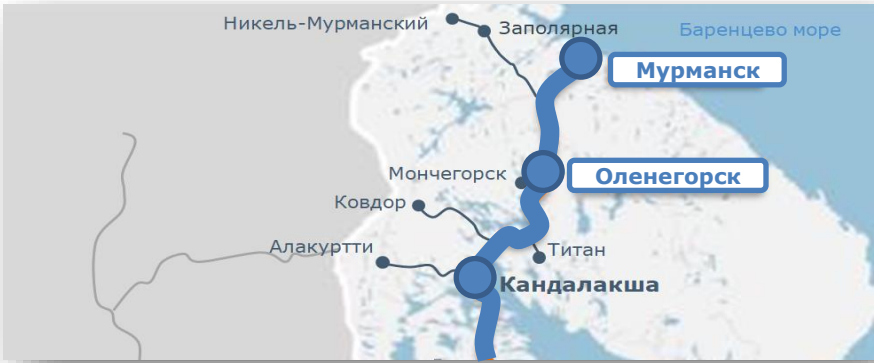 Никель-Мурманский
Заполярная
Баренцево море
Мурманск
Мончегорск
Оленегорск
Ковдор
Алакуртти
Титан
Кандалакша